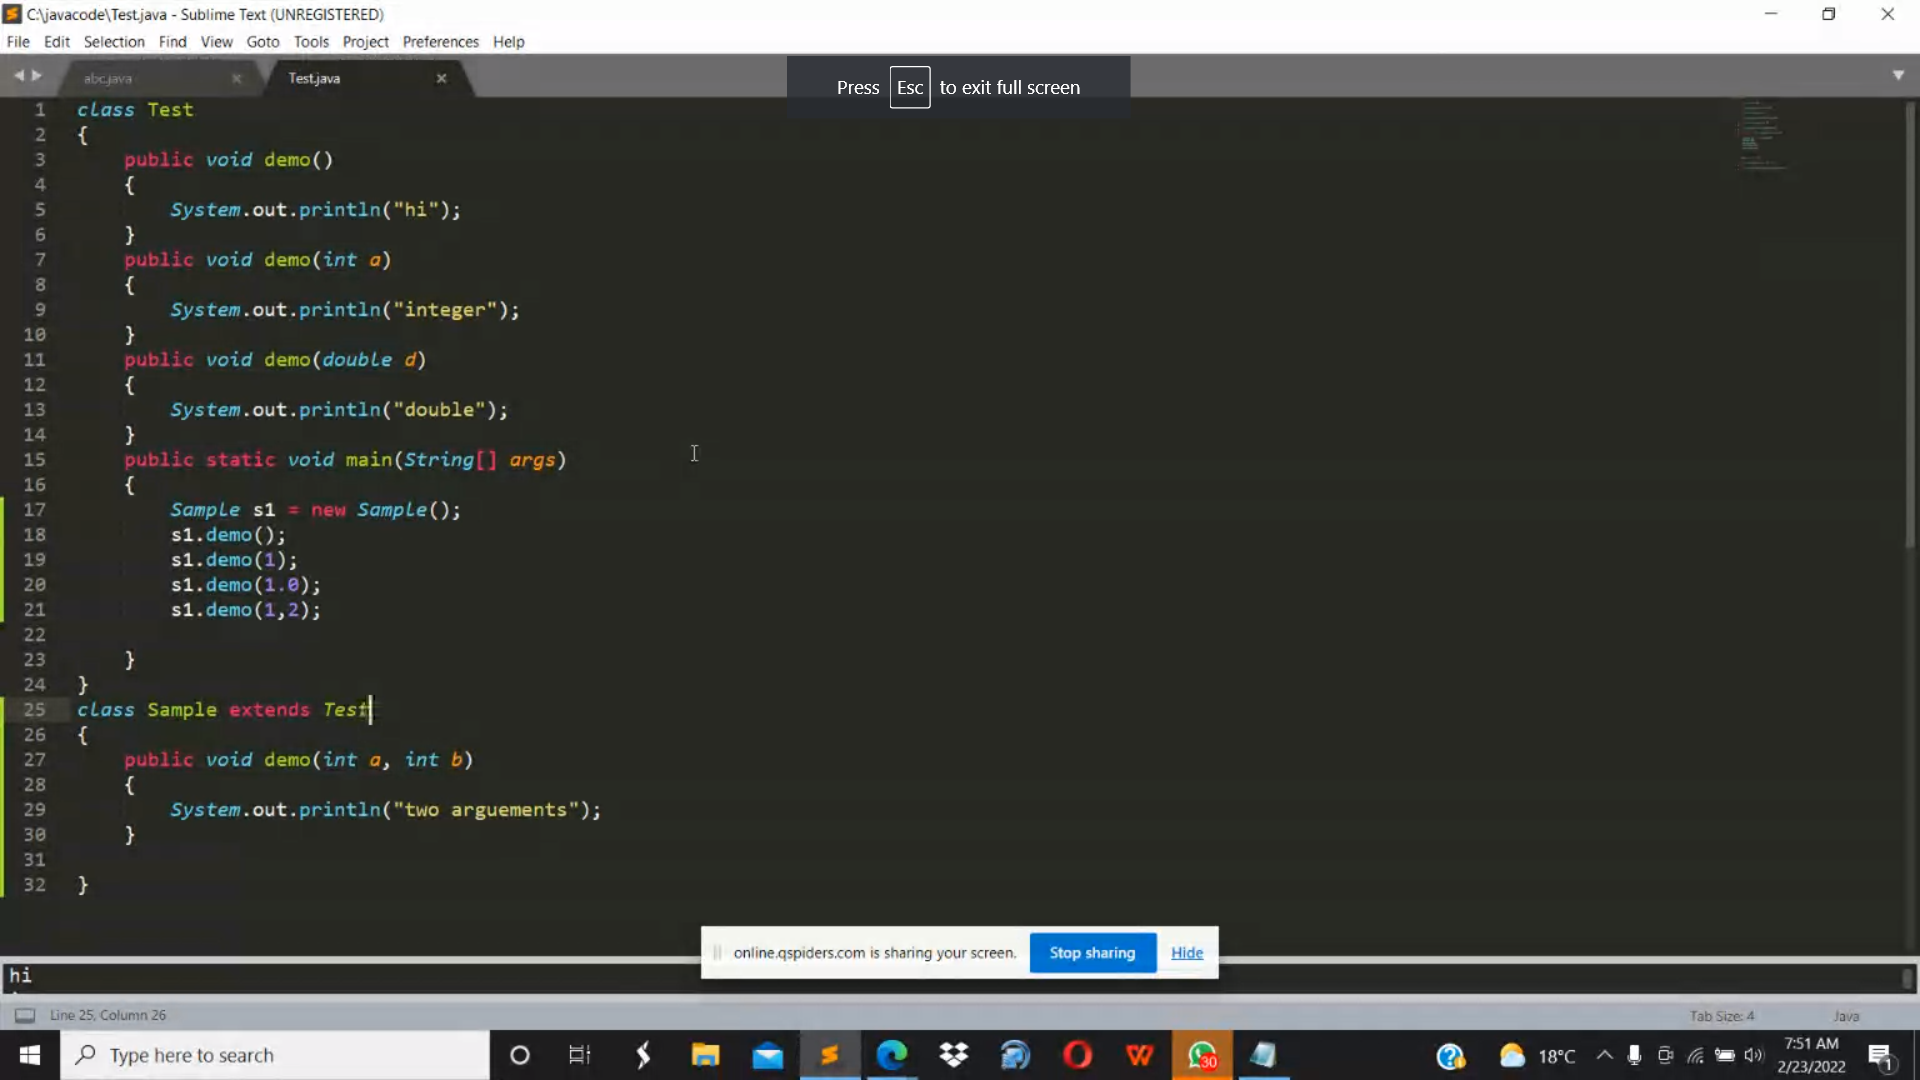 C:\javacode\Test.java - Sublime Text (UNREGISTERED)
File Edit Selection Find View Goto Tools Project Preferences Help
abc.java Test.java
Press Esc to exit full screen
1 class Test
2 {
3 public void demo()
4 {
5 System.out.println("hi");
6 }
7 public void demo(int a)
8 {
9 System.out.println("integer");
10 }
11 public void demo(double d)
12 {
13 System.out.println("double");
14 }
15 public static void main(String[] args)
16 {
17 Sample s1 = new Sample();
18 s1.demo();
19 s1.demo(1);
20 s1.demo(1.0);
21 s1.demo(1,2);
22
23 }
24 }
25 class Sample extends Test
26 {
27 public void demo(int a, int b)
28 {
29 System.out.println("two arguements");
30 }
31
32 }
online.qspiders.com is sharing your screen. Stop sharing Hide
hi
Line 25, Column 26 Tab Size: 4 Java
Type here to search 30 18°C 7:51 AM
2/23/2022 1